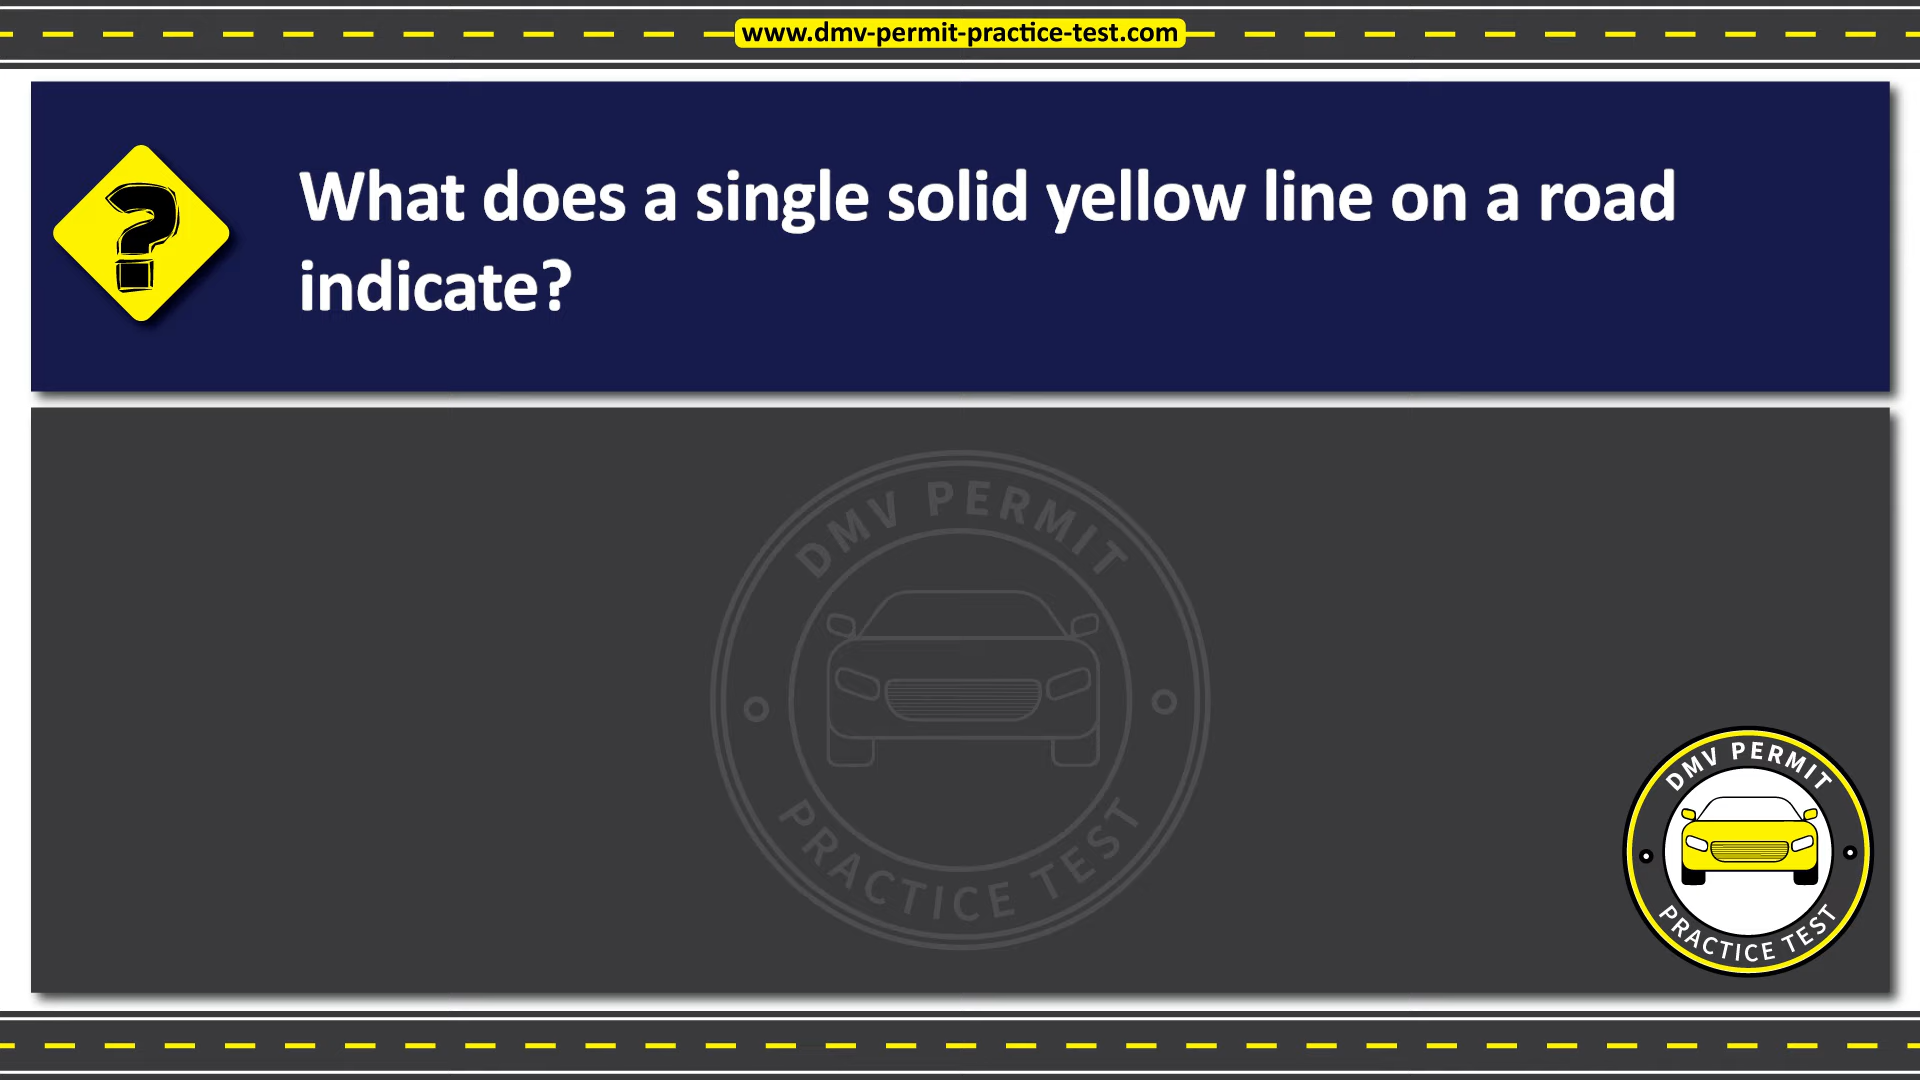 www.dmv-permit-practice-test.com
What does a single solid yellow line on a road
indicate?
DMV PERMIT
PRACTICE TEST
DMV PERMIT
PRACTICE TEST